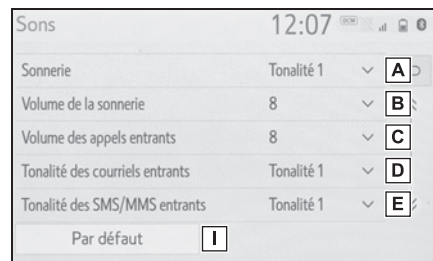 Sons 12:07 DCM
Sonnerie Tonalité 1 A
Volume de la sonnerie 8 B
Volume des appels entrants 8 C
Tonalité des courriels entrants Tonalité 1 D
Tonalité des SMS/MMS entrants Tonalité 1 E
Par défaut I